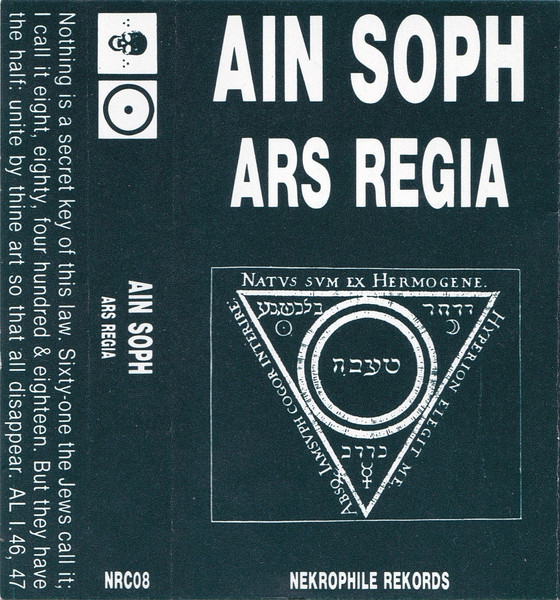 Nothing is a secret key of this law. Sixty-one the Jews call it;
I call it eight, eighty, four hundred & eighteen. But they have
the half: unite by thine art so that all disappear. AL I.46, 47
AIN SOPH
ARS REGIA
NRC08
AIN SOPH
ARS REGIA
NATVS SVM EX HERMOGENE.
HYPERION ELEGIT ME.
ABSQ IAMSVPH COGOR INTERIRE.
NEKROPHILE REKORDS